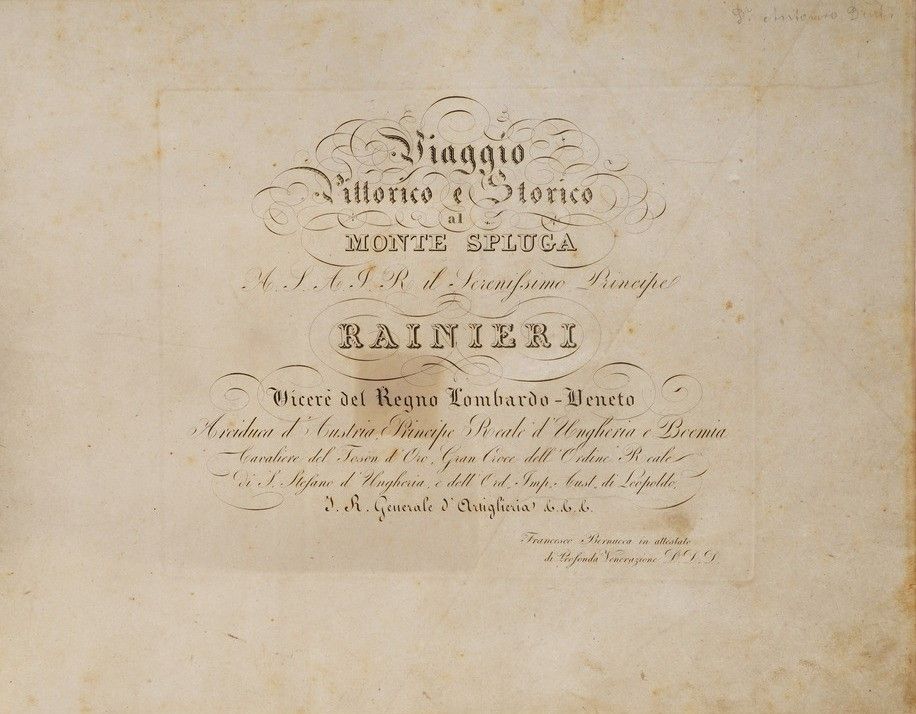 Dr. Antonio
Viaggio
Pittorico e Storico
al
MONTE SPLUGA
A. S. A. I. R. il Serenissimo Principe
RAINIERI
Vicerè del Regno Lombardo-Veneto
Arciduca d'Austria, Principe Reale d'Ungheria e Boemia
Cavaliere del Toson d'Oro, Gran Croce dell'Ordine Reale
di S. Stefano d'Ungheria, e dell'Ord. Imp. Aust. di Leopoldo,
I. R. Generale d'Artiglieria &.&.&.
Francesco Bernucca in attestato
di Profonda Venerazione D. D. D.